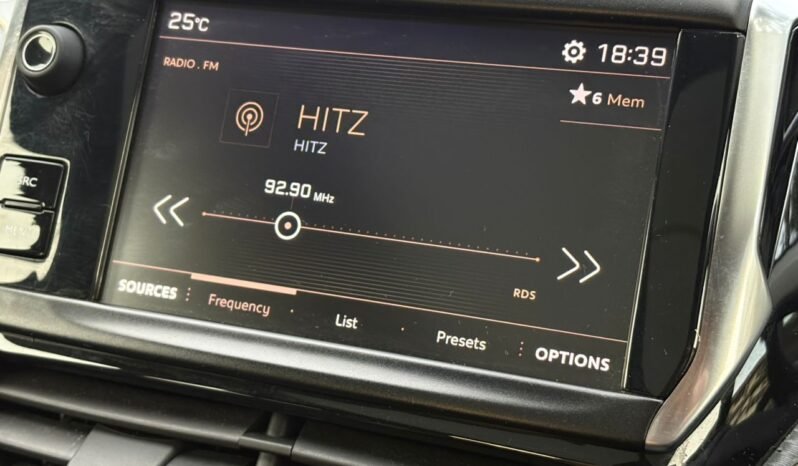 25°C
18:39
RADIO . FM
6 Mem
HITZ
HITZ
92.90 MHz
RDS
SOURCES
Frequency
List
Presets
OPTIONS